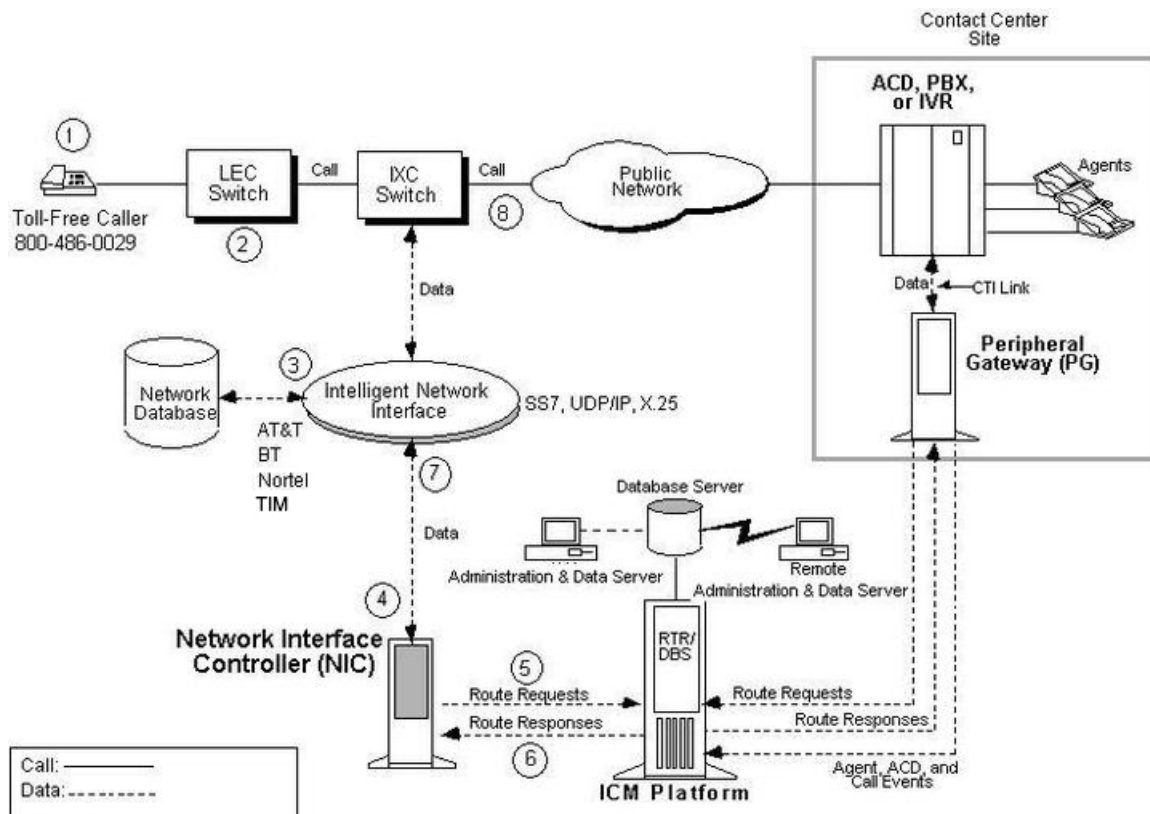 Contact Center
Site
ACD, PBX,
or IVR
Agents
1
LEC
Switch
Call
IXC
Switch
Call
Public
Network
8
Toll-Free Caller
800-486-0029
2
Data
Data
CTI Link
Peripheral
Gateway (PG)
3
Network
Database
Intelligent Network
Interface
SS7, UDP/IP, X.25
AT&T
BT
Nortel
TIM
7
Data
Database Server
Administration & Data Server
Remote
Administration & Data Server
4
Network Interface
Controller (NIC)
RTR/
DBS
5
Route Requests
Route Responses
6
Route Requests
Route Responses
Agent, ACD, and
Call Events
ICM Platform
Call:
Data: